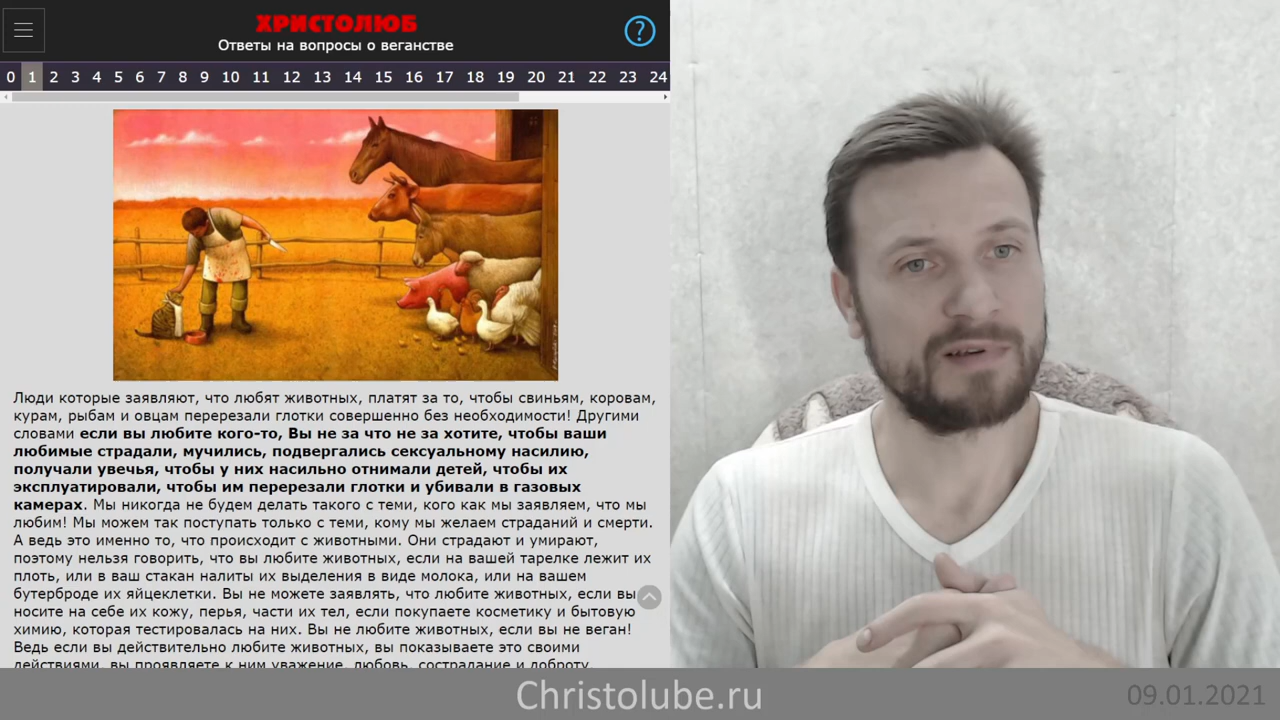 ХРИСТОЛЮБ
Ответы на вопросы о веганстве
?
0 1 2 3 4 5 6 7 8 9 10 11 12 13 14 15 16 17 18 19 20 21 22 23 24
Люди которые заявляют, что любят животных, платят за то, чтобы свиньям, коровам,
курам, рыбам и овцам перерезали глотки совершенно без необходимости! Другими
словами если вы любите кого-то, Вы не за что не за хотите, чтобы ваши
любимые страдали, мучились, подвергались сексуальному насилию,
получали увечья, чтобы у них насильно отнимали детей, чтобы их
эксплуатировали, чтобы им перерезали глотки и убивали в газовых
камерах. Мы никогда не будем делать такого с теми, кого как мы заявляем, что мы
любим! Мы можем так поступать только с теми, кому мы желаем страданий и смерти.
А ведь это именно то, что происходит с животными. Они страдают и умирают,
поэтому нельзя говорить, что вы любите животных, если на вашей тарелке лежит их
плоть, или в ваш стакан налиты их выделения в виде молока, или на вашем
бутерброде их яйцеклетки. Вы не можете заявлять, что любите животных, если вы
носите на себе их кожу, перья, части их тел, если покупаете косметику и бытовую
химию, которая тестировалась на них. Вы не любите животных, если вы не веган!
Ведь если вы действительно любите животных, вы показываете это своими
действиями, вы проявляете к ним уважение, любовь, сострадание и доброту
Christolube.ru
09.01.2021